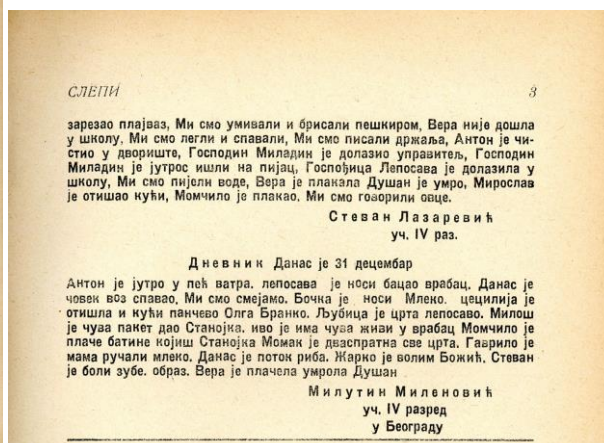 СЛЕПИ 3
зарезао плајваз, Ми смо умивали и брисали пешкиром, Вера није дошла
у школу, Ми смо легли и спавали, Ми смо писали држаља, Антон је чи-
стио у двориште, Господин Миладин је долазио управитељ, Господин
Миладин је јутрос ишли на пијац, Госпођица Лепосава је долазила у
школу, Ми смо пијели воде, Вера је плакала Душан је умро, Мирослав
је отишао кући, Момчило је плакао, Ми смо говорили овце.
Стеван Лазаревић
уч. IV раз.
Дневник Данас је 31 децембар
Антон је јутро у пећ ватра. лепосава је носи бацао врабац. Данас је
човек воз спавао, Ми смо смејамо. Бочка је носи Млеко. цецилија је
отишла и кући панчево Олга Бранко. Љубица је црта лепосаво. Милош
је чува пакет дао Станојка. иво је има чува живи у врабац Момчило је
плаче батине којиш Станојка Момак је двaспратна све црта. Гаврило је
мама ручали млеко. Данас је поток риба. Жарко је волим Божић. Стеван
је боли зубе. образ. Вера је плачела умрола Душан
Милутин Миленовић
уч. IV разред
у Београду